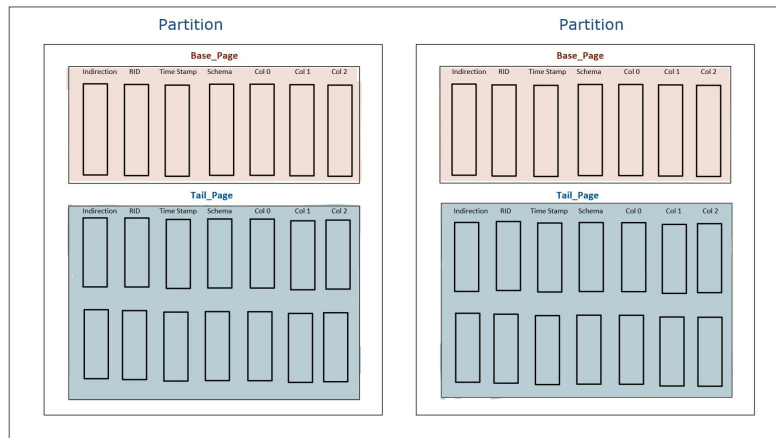 Partition
Base_Page
Indirection RID Time Stamp Schema Col 0 Col 1 Col 2
Tail_Page
Indirection RID Time Stamp Schema Col 0 Col 1 Col 2
Partition
Base_Page
Indirection RID Time Stamp Schema Col 0 Col 1 Col 2
Tail_Page
Indirection RID Time Stamp Schema Col 0 Col 1 Col 2